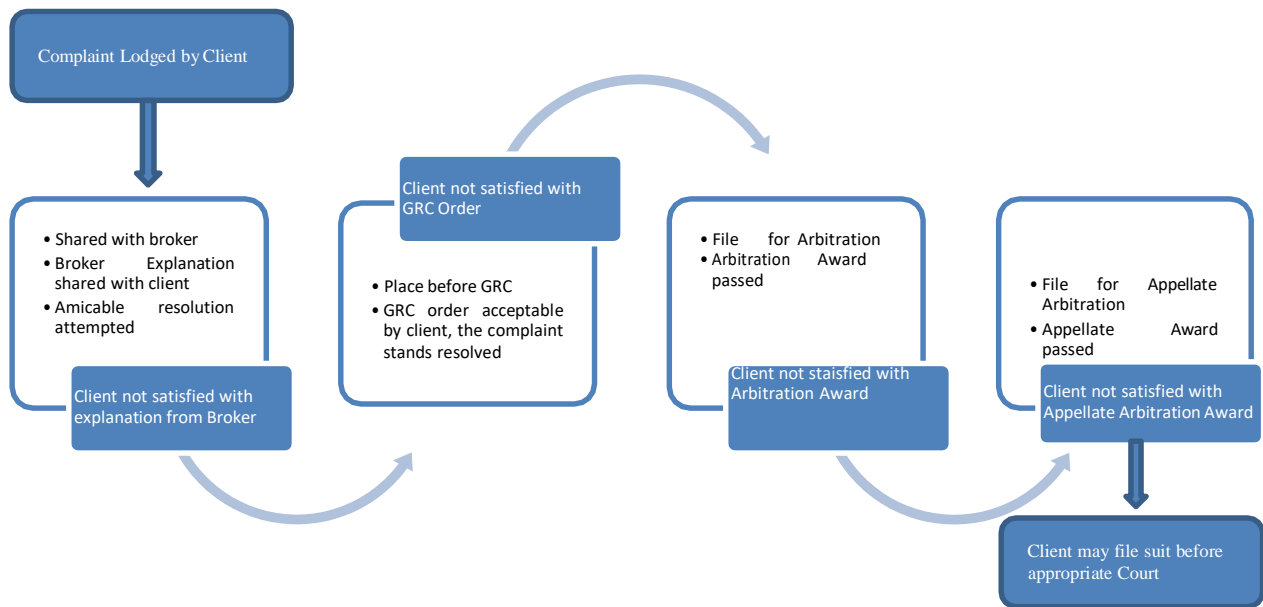 Complaint Lodged by Client
• Shared with broker
• Broker Explanation
shared with client
• Amicable resolution
attempted
Client not satisfied with
explanation from Broker
Client not satisfied with
GRC Order
• Place before GRC
• GRC order acceptable
by client, the complaint
stands resolved
• File for Arbitration
• Arbitration Award
passed
Client not staisfied with
Arbitration Award
• File for Appellate
Arbitration
• Appellate Award
passed
Client not satisfied with
Appellate Arbitration Award
Client may file suit before
appropriate Court